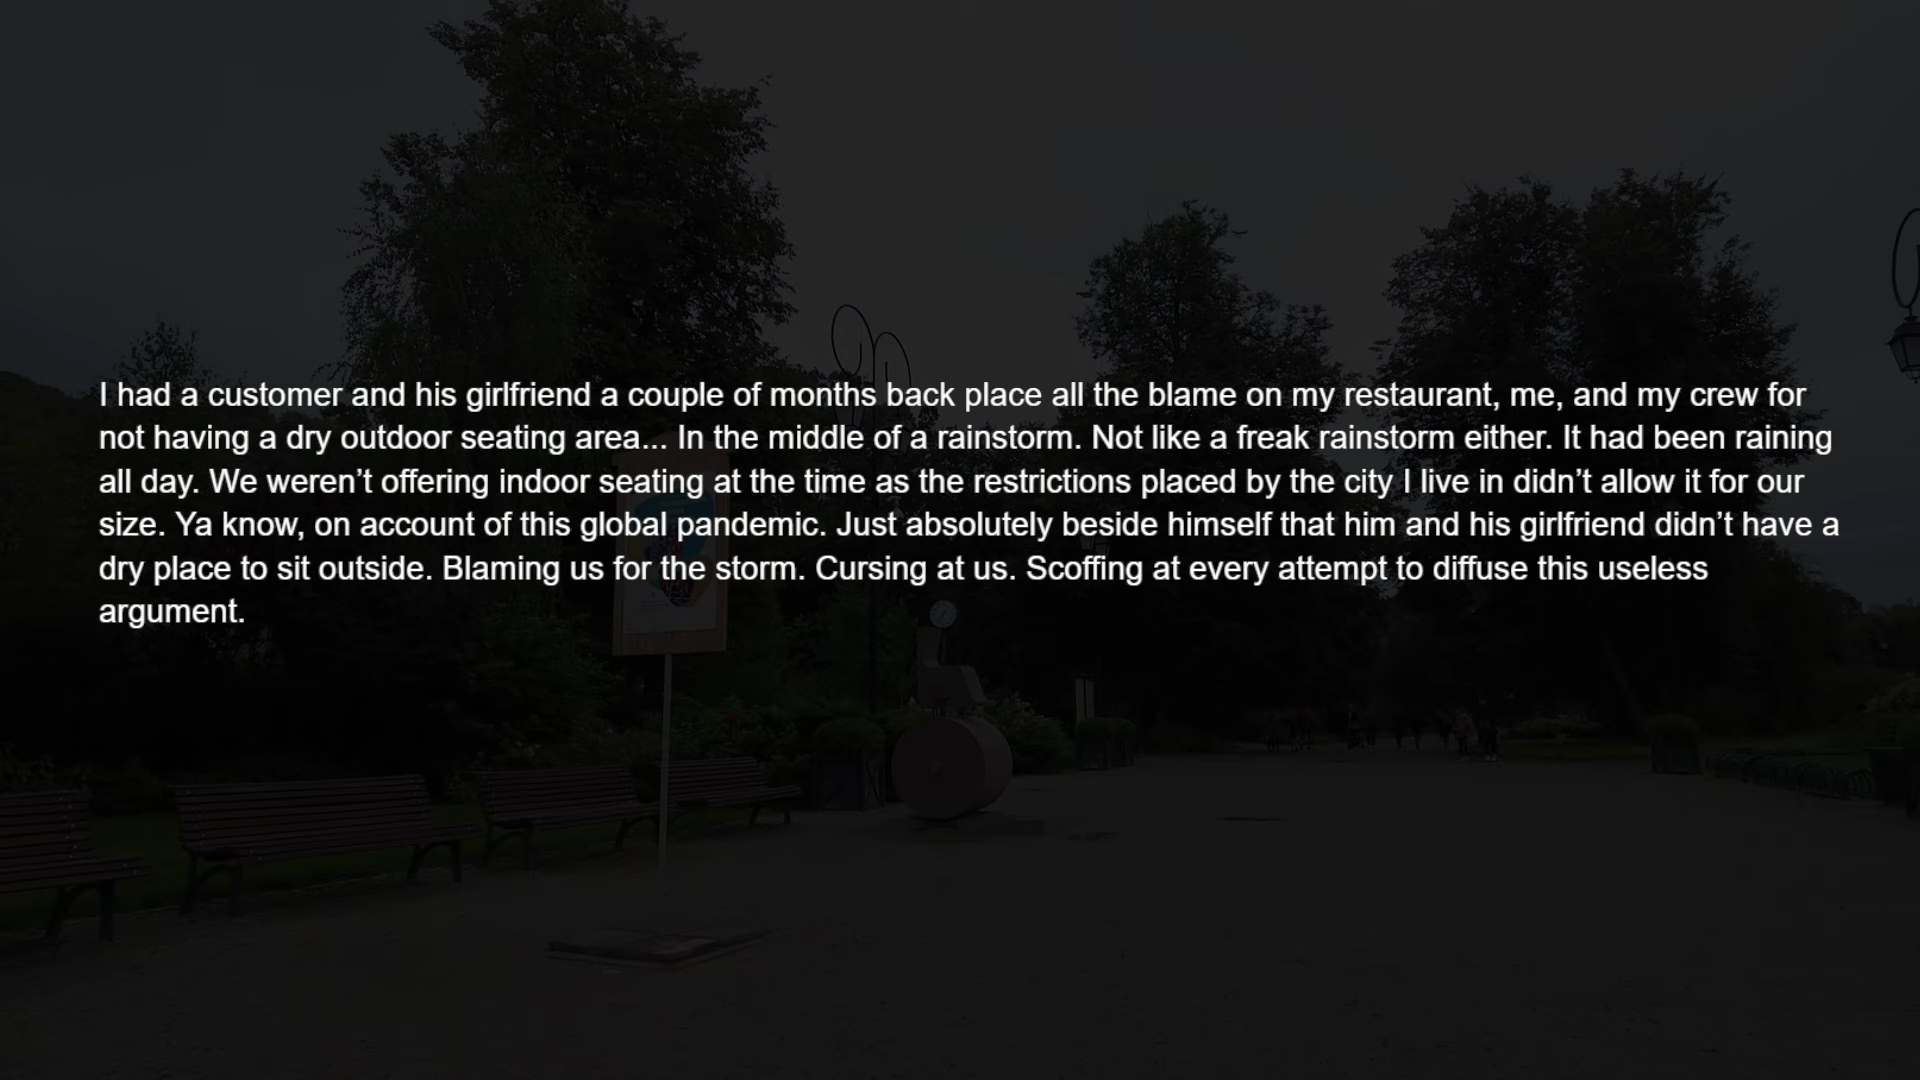 I had a customer and his girlfriend a couple of months back place all the blame on my restaurant, me, and my crew for
not having a dry outdoor seating area... In the middle of a rainstorm. Not like a freak rainstorm either. It had been raining
all day. We weren’t offering indoor seating at the time as the restrictions placed by the city I live in didn’t allow it for our
size. Ya know, on account of this global pandemic. Just absolutely beside himself that him and his girlfriend didn’t have a
dry place to sit outside. Blaming us for the storm. Cursing at us. Scoffing at every attempt to diffuse this useless
argument.